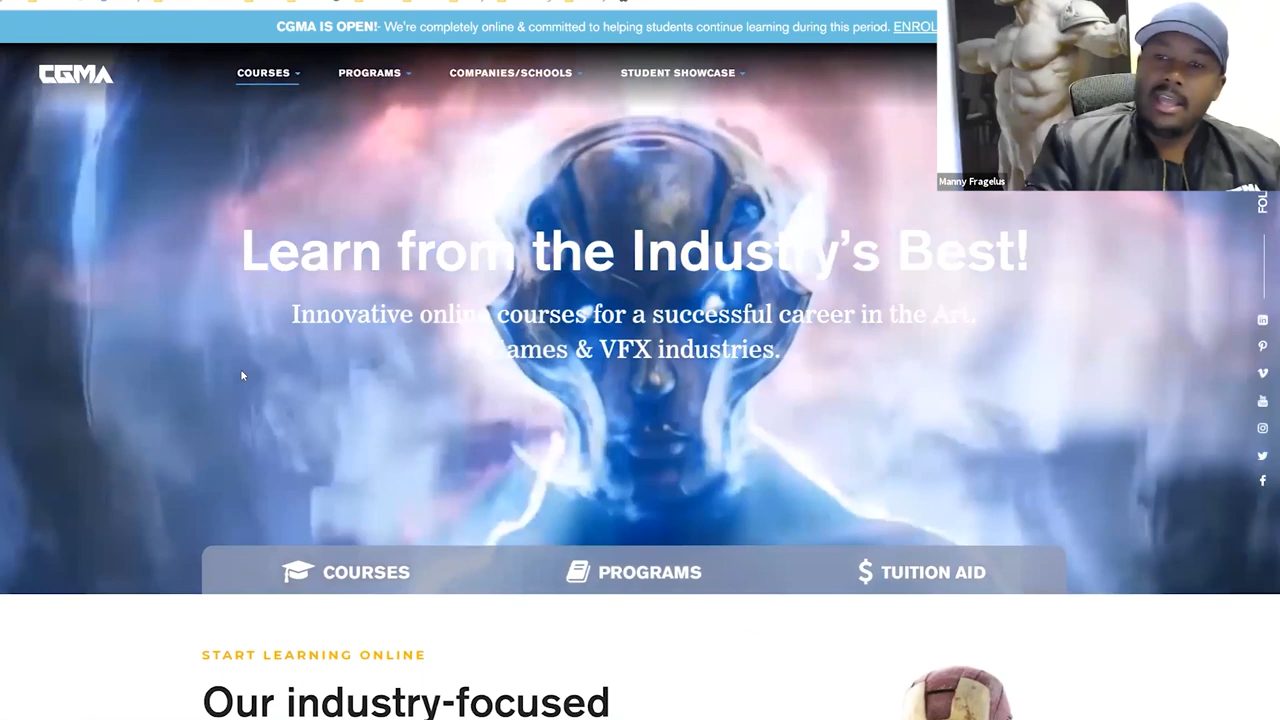 CGMA IS OPEN!- We're completely online & committed to helping students continue learning during this period. ENROL
CGMA
COURSES
PROGRAMS
COMPANIES/SCHOOLS
STUDENT SHOWCASE
Manny Fragelus
FOL
Learn from the Industry's Best!
Innovative online courses for a successful career in the Art,
Games & VFX industries.
COURSES
PROGRAMS
TUITION AID
START LEARNING ONLINE
Our industry-focused